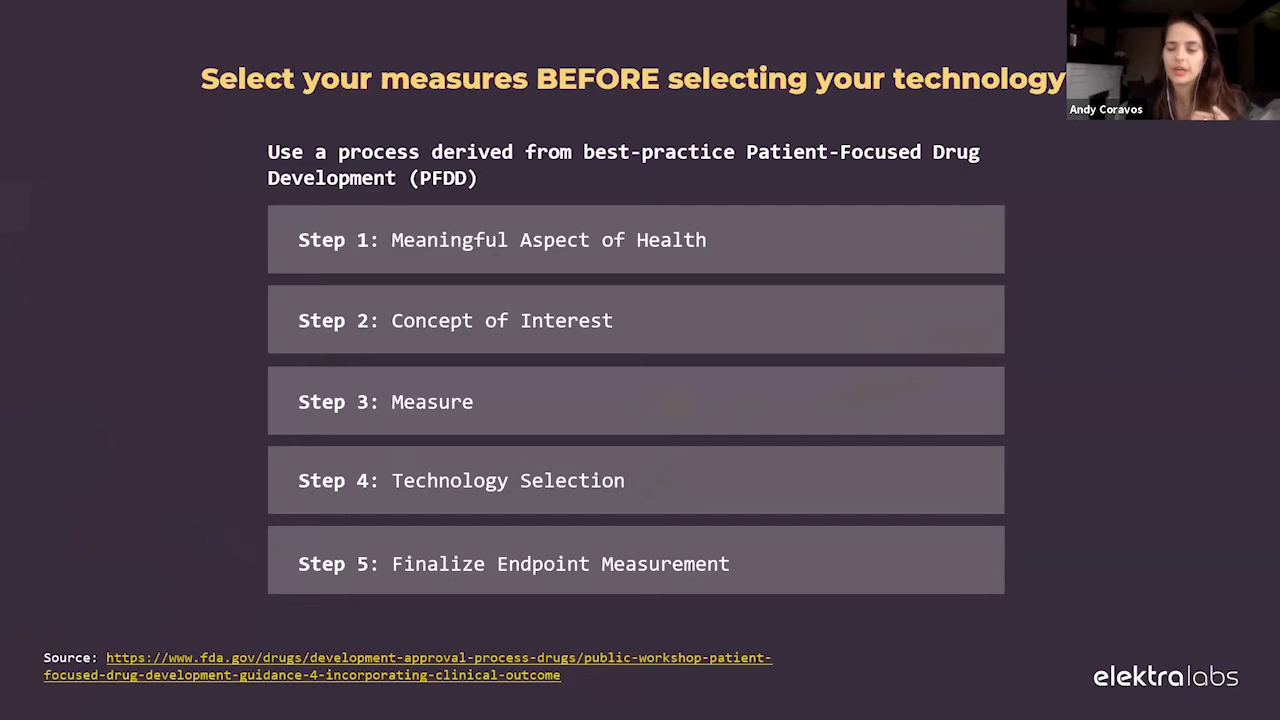 Select your measures BEFORE selecting your technology
Andy Coravos
Use a process derived from best-practice Patient-Focused Drug
Development (PFDD)
Step 1: Meaningful Aspect of Health
Step 2: Concept of Interest
Step 3: Measure
Step 4: Technology Selection
Step 5: Finalize Endpoint Measurement
Source: https://www.fda.gov/drugs/development-approval-process-drugs/public-workshop-patient-
focused-drug-development-guidance-4-incorporating-clinical-outcome
elektralabs